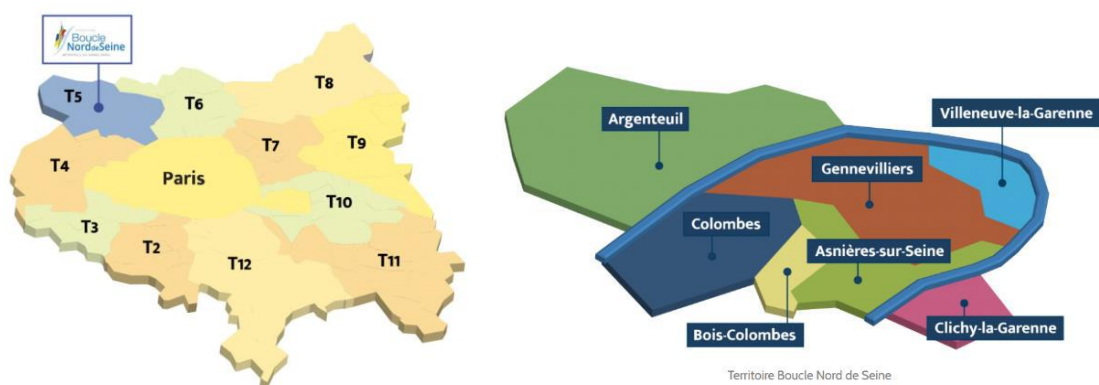 Boucle
Nord de Seine
T5
T6
T8
T4
T7
T9
Paris
T10
T3
T2
T12
T11
Argenteuil
Villeneuve-la-Garenne
Gennevilliers
Colombes
Asnières-sur-Seine
Bois-Colombes
Clichy-la-Garenne
Territoire Boucle Nord de Seine